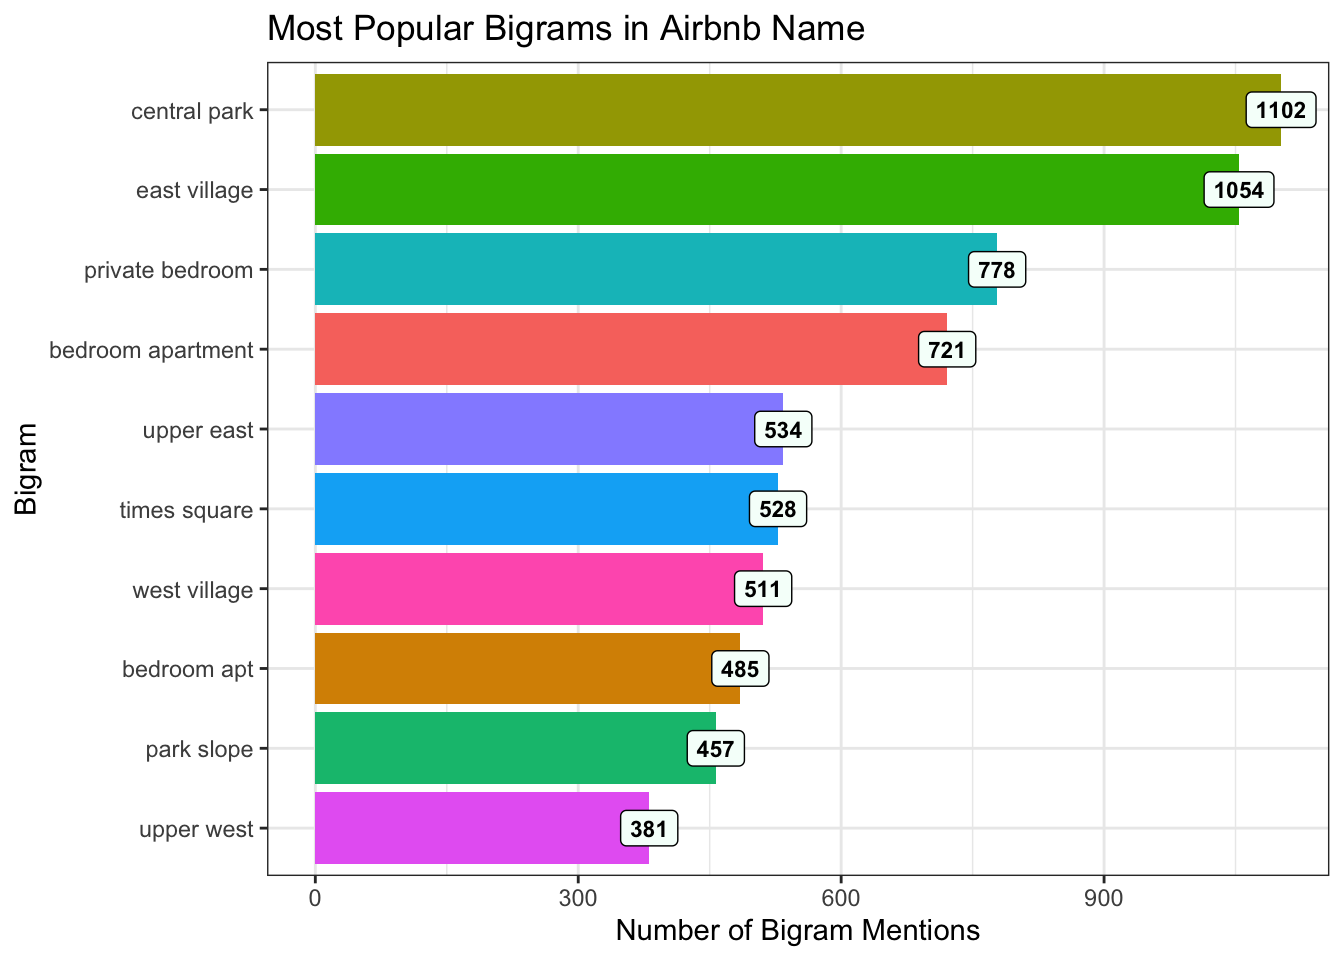 Most Popular Bigrams in Airbnb Name
central park 1102
east village 1054
private bedroom 778
bedroom apartment 721
upper east 534
times square 528
west village 511
bedroom apt 485
park slope 457
upper west 381
Bigram
0 300 600 900
Number of Bigram Mentions